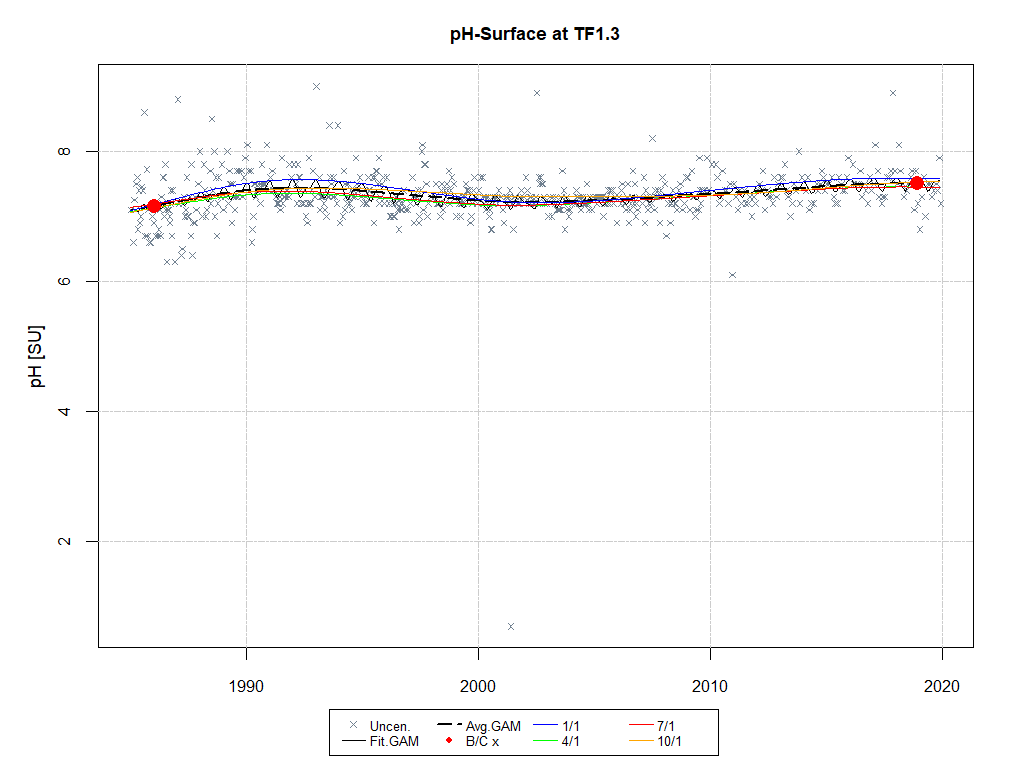 pH-Surface at TF1.3
pH [SU]
8
6
4
2
1990 2000 2010 2020
Uncen. Avg.GAM 1/1 7/1
Fit.GAM B/C x 4/1 10/1